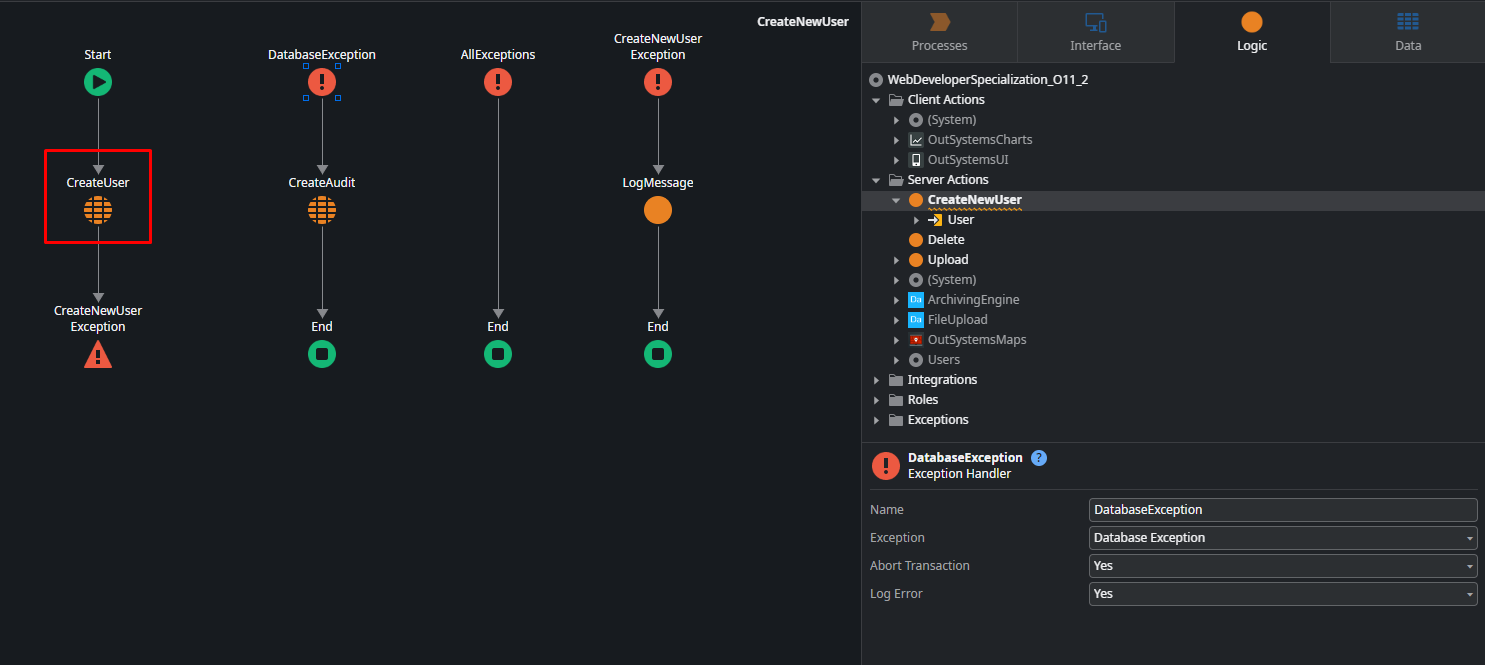 CreateNewUser
Start
DatabaseException
AllExceptions
CreateNewUser
Exception
CreateUser
CreateAudit
LogMessage
CreateNewUser
Exception
End
End
End
Processes
Interface
Logic
Data
WebDeveloperSpecialization_O11_2
Client Actions
(System)
OutSystemsCharts
OutSystemsUI
Server Actions
CreateNewUser
User
Delete
Upload
(System)
Da ArchivingEngine
Da FileUpload
OutSystemsMaps
Users
Integrations
Roles
Exceptions
DatabaseException ?
Exception Handler
Name DatabaseException
Exception Database Exception
Abort Transaction Yes
Log Error Yes